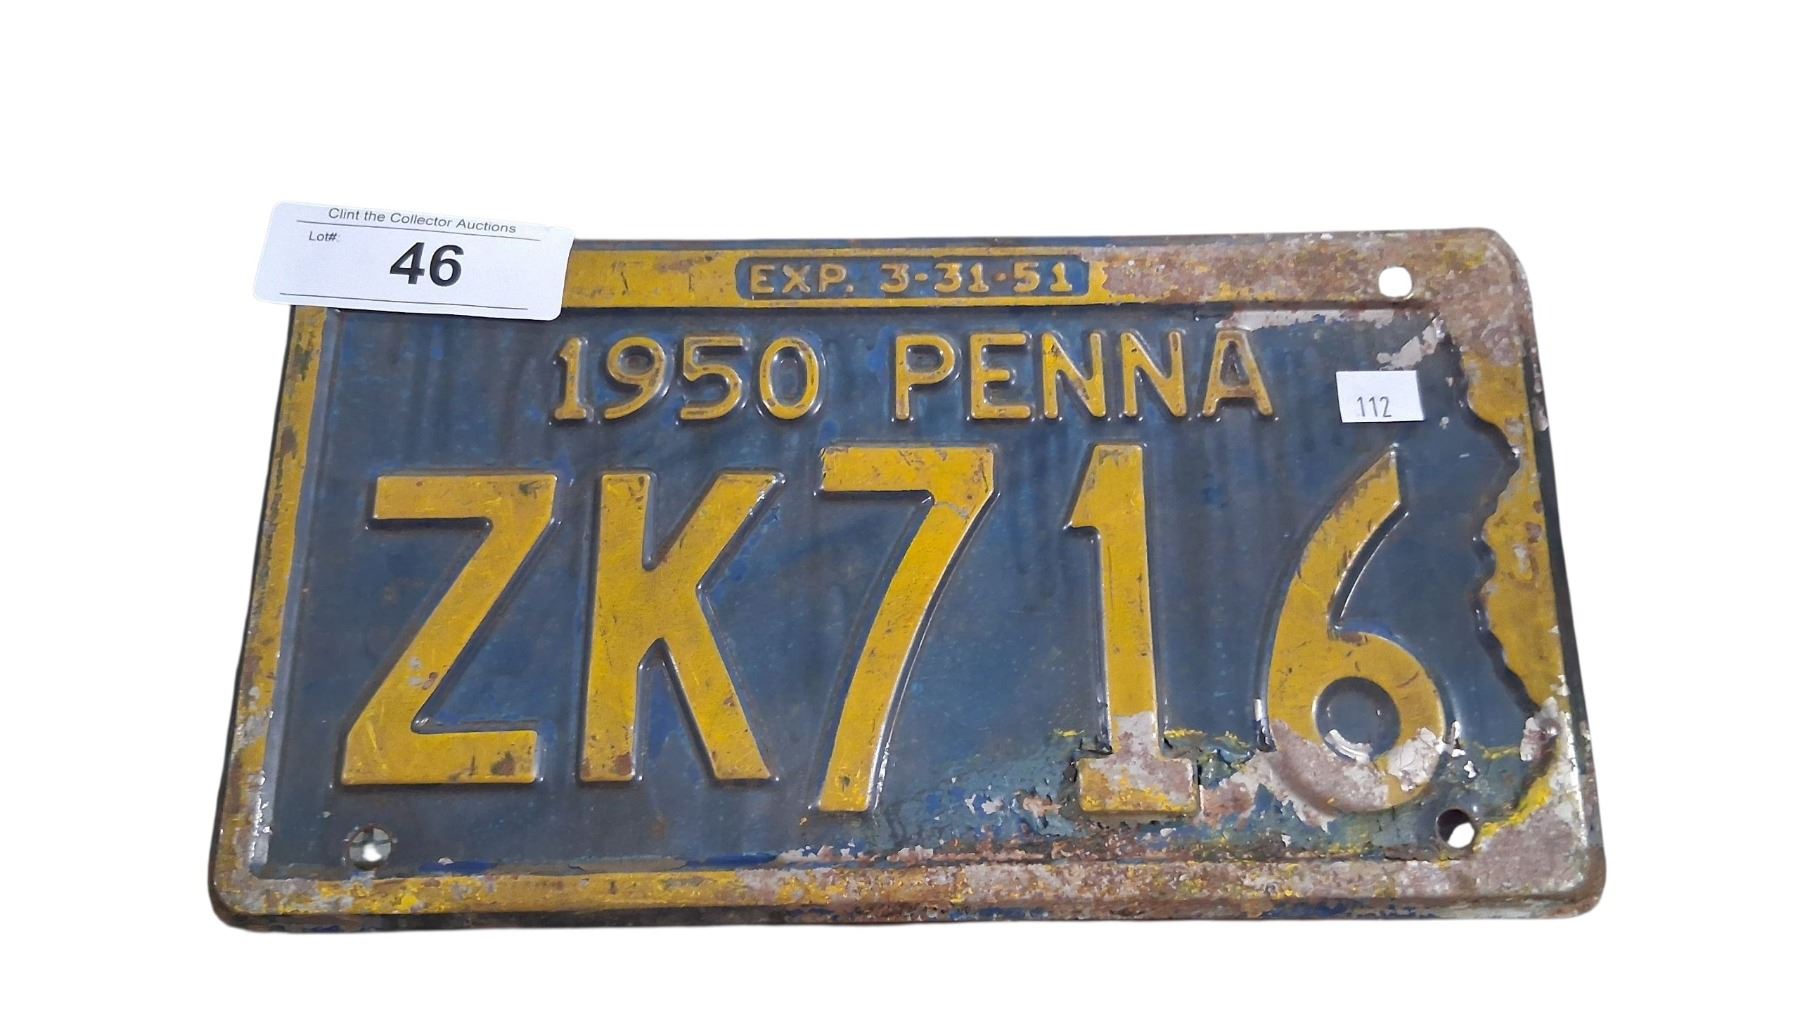 Clint the Collector Auctions
Lot#: 46
EXP. 3-31-51
1950 PENNA
112
ZK716